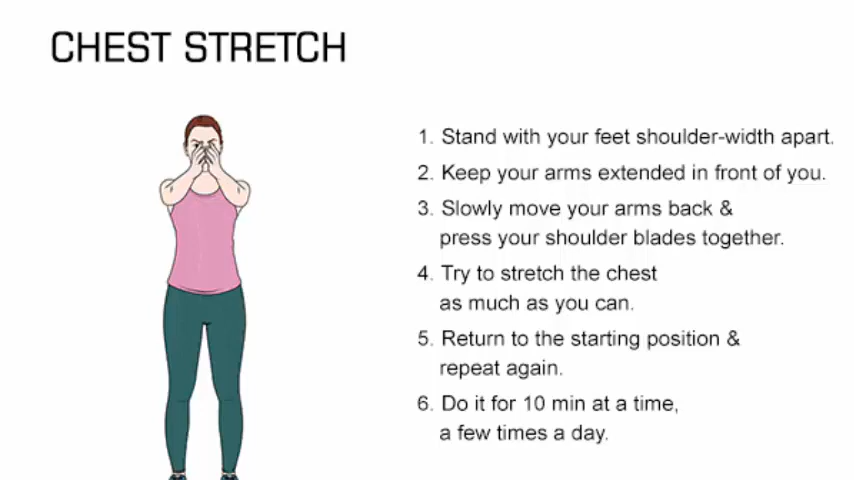 CHEST STRETCH
1. Stand with your feet shoulder-width apart.
2. Keep your arms extended in front of you.
3. Slowly move your arms back &
press your shoulder blades together.
4. Try to stretch the chest
as much as you can.
5. Return to the starting position &
repeat again.
6. Do it for 10 min at a time,
a few times a day.